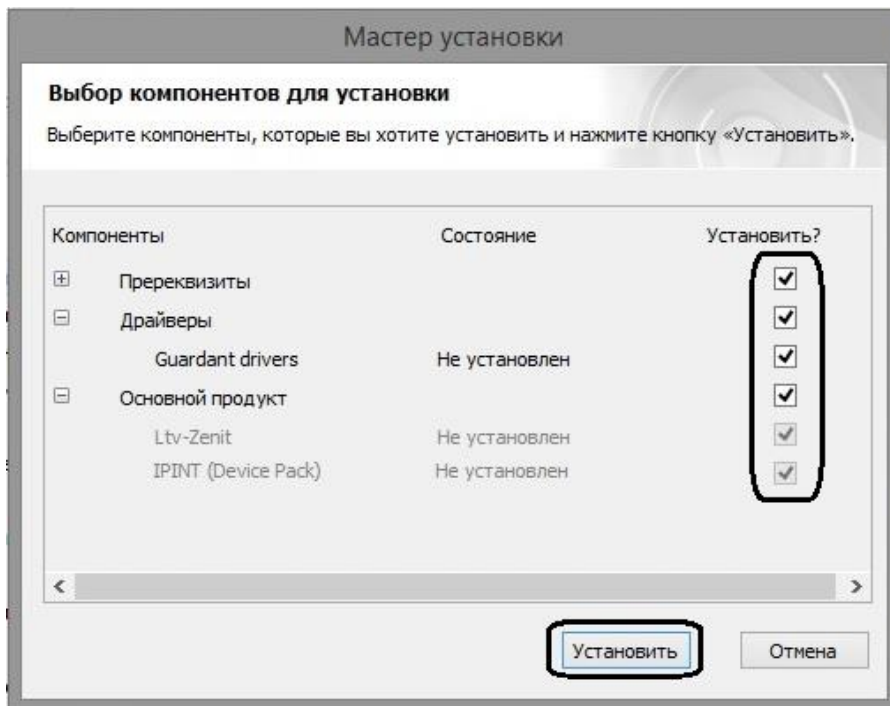 Мастер установки
Выбор компонентов для установки
Выберите компоненты, которые вы хотите установить и нажмите кнопку «Установить».
Компоненты Состояние Установить?
Пререквизиты
Драйверы
Guardant drivers Не установлен
Основной продукт
Ltv-Zenit Не установлен
IPINT (Device Pack) Не установлен
Установить Отмена